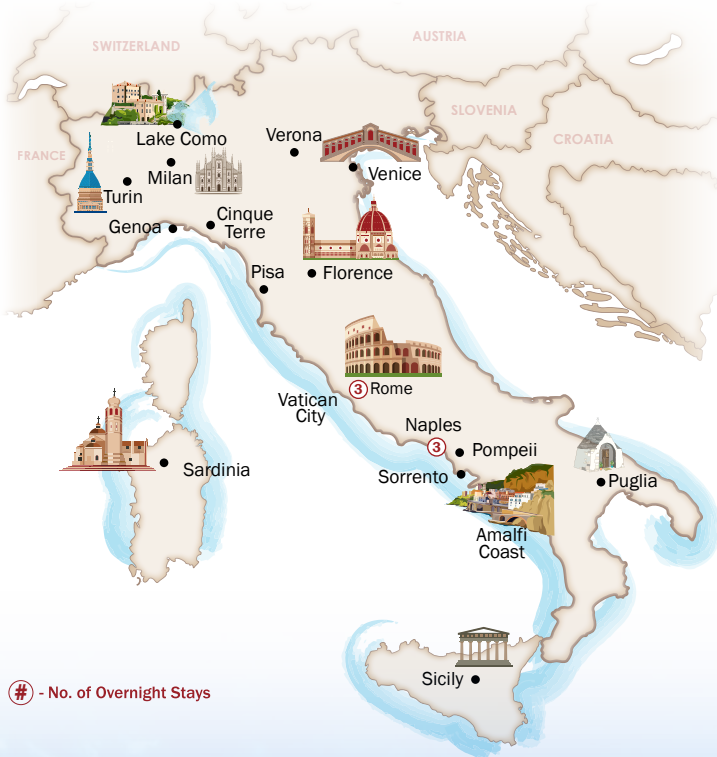 AUSTRIA
SWITZERLAND
SLOVENIA
CROATIA
FRANCE
Lake Como
Verona
Venice
Milan
Turin
Genoa
Cinque
Terre
Pisa
Florence
3 Rome
Vatican
City
Naples
3
Pompeii
Sorrento
Sardinia
Puglia
Amalfi
Coast
Sicily
# - No. of Overnight Stays